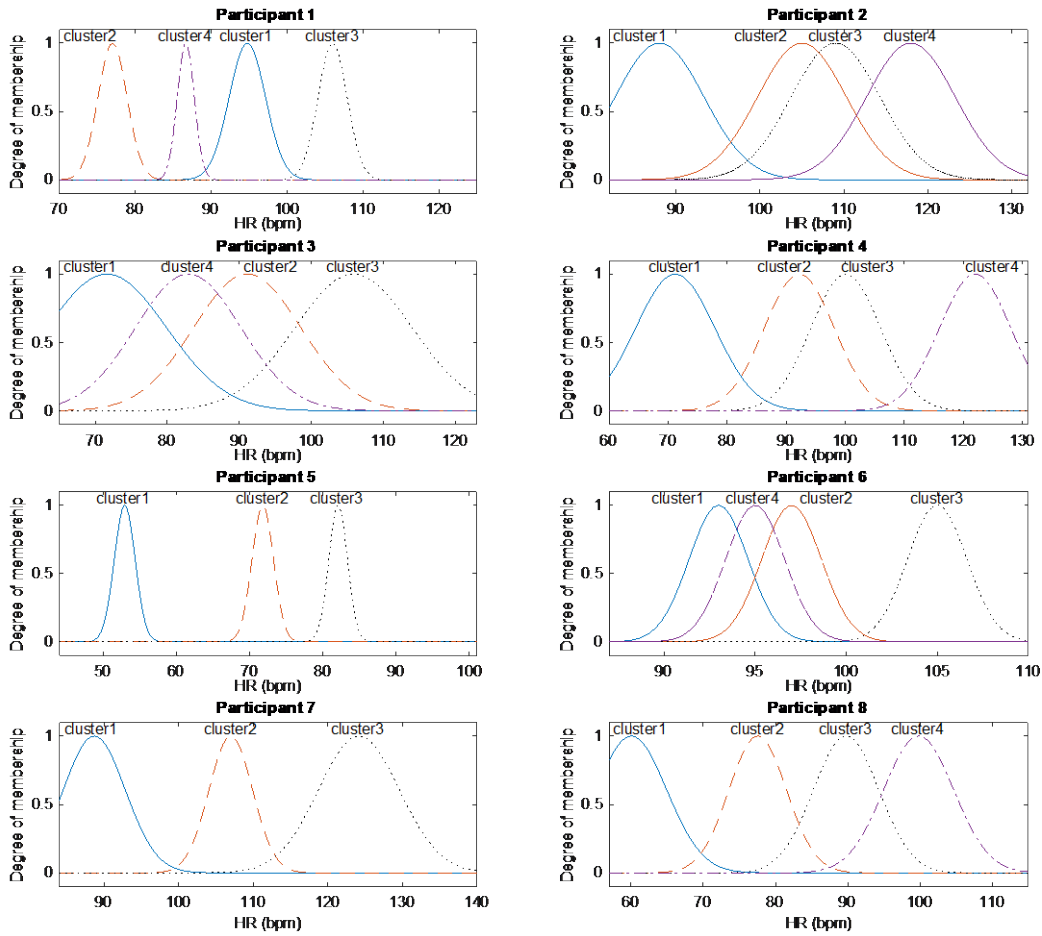 Participant 1
cluster2 cluster4 cluster1 cluster3
1
0.5
0
Degree of membership
70 80 90 100 110 120
HR (bpm)
Participant 2
cluster1 cluster2 cluster3 cluster4
1
0.5
0
Degree of membership
90 100 110 120 130
HR (bpm)
Participant 3
cluster1 cluster4 cluster2 cluster3
1
0.5
0
Degree of membership
70 80 90 100 110 120
HR (bpm)
Participant 4
cluster1 cluster2 cluster3 cluster4
1
0.5
0
Degree of membership
60 70 80 90 100 110 120 130
HR (bpm)
Participant 5
cluster1 cluster2 cluster3
1
0.5
0
Degree of membership
50 60 70 80 90 100
HR (bpm)
Participant 6
cluster1 cluster4 cluster2 cluster3
1
0.5
0
Degree of membership
90 95 100 105 110
HR (bpm)
Participant 7
cluster1 cluster2 cluster3
1
0.5
0
Degree of membership
90 100 110 120 130 140
HR (bpm)
Participant 8
cluster1 cluster2 cluster3 cluster4
1
0.5
0
Degree of membership
60 70 80 90 100 110
HR (bpm)